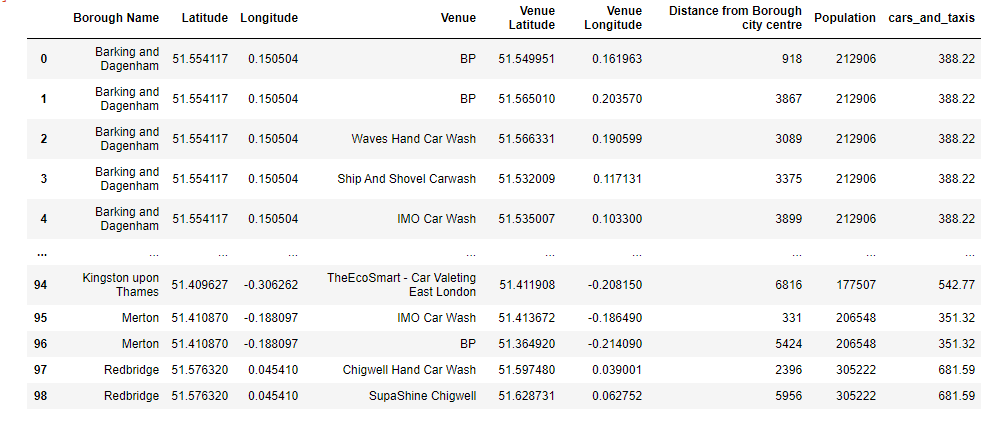 Borough Name Latitude Longitude Venue Venue Latitude Venue Longitude Distance from Borough city centre Population cars_and_taxis
0 Barking and Dagenham 51.554117 0.150504 BP 51.549951 0.161963 918 212906 388.22
1 Barking and Dagenham 51.554117 0.150504 BP 51.565010 0.203570 3867 212906 388.22
2 Barking and Dagenham 51.554117 0.150504 Waves Hand Car Wash 51.566331 0.190599 3089 212906 388.22
3 Barking and Dagenham 51.554117 0.150504 Ship And Shovel Carwash 51.532009 0.117131 3375 212906 388.22
4 Barking and Dagenham 51.554117 0.150504 IMO Car Wash 51.535007 0.103300 3899 212906 388.22
... ... ... ... ... ... ... ... ... ...
94 Kingston upon Thames 51.409627 -0.306262 TheEcoSmart - Car Valeting East London 51.411908 -0.208150 6816 177507 542.77
95 Merton 51.410870 -0.188097 IMO Car Wash 51.413672 -0.186490 331 206548 351.32
96 Merton 51.410870 -0.188097 BP 51.364920 -0.214090 5424 206548 351.32
97 Redbridge 51.576320 0.045410 Chigwell Hand Car Wash 51.597480 0.039001 2396 305222 681.59
98 Redbridge 51.576320 0.045410 SupaShine Chigwell 51.628731 0.062752 5956 305222 681.59